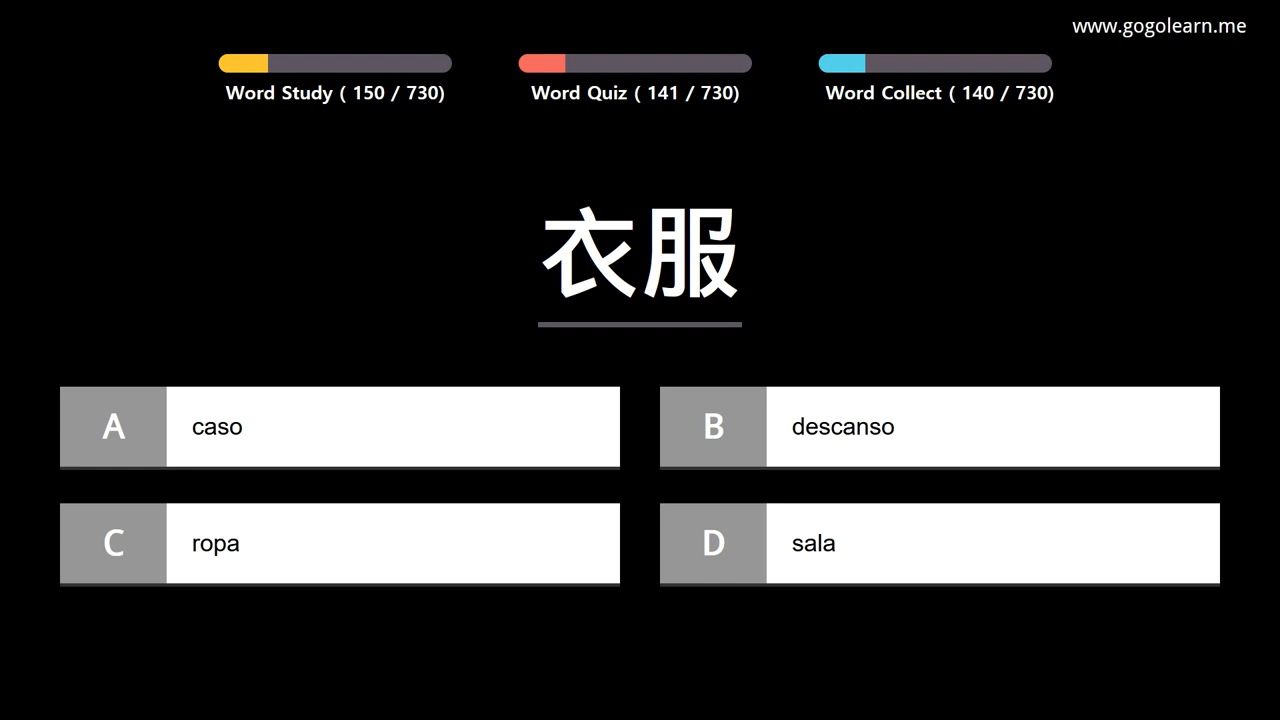 www.gogolearn.me
Word Study ( 150 / 730)
Word Quiz ( 141 / 730)
Word Collect ( 140 / 730)
衣服
A caso
B descanso
C ropa
D sala